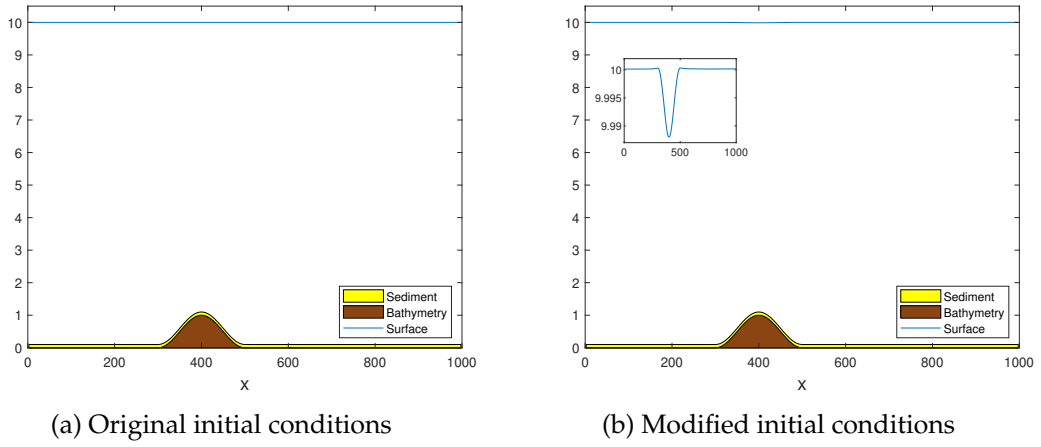 10
9
8
7
6
5
4
3
2
1
0
0 200 400 600 800 1000
x
Sediment
Bathymetry
Surface
(a) Original initial conditions
10
9
8
7
6
5
4
3
2
1
0
10
9.995
9.99
0 500 1000
0 200 400 600 800 1000
x
Sediment
Bathymetry
Surface
(b) Modified initial conditions